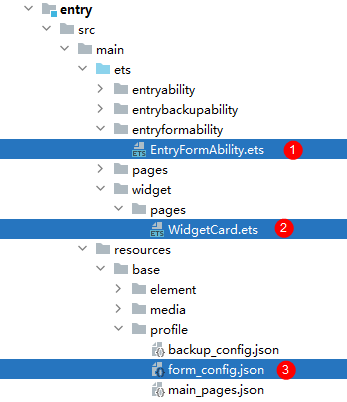 entry
src
main
ets
entryability
entrybackupability
entryformability
EntryFormAbility.ets 1
pages
widget
pages
WidgetCard.ets 2
resources
base
element
media
profile
backup_config.json
form_config.json 3
main_pages.json